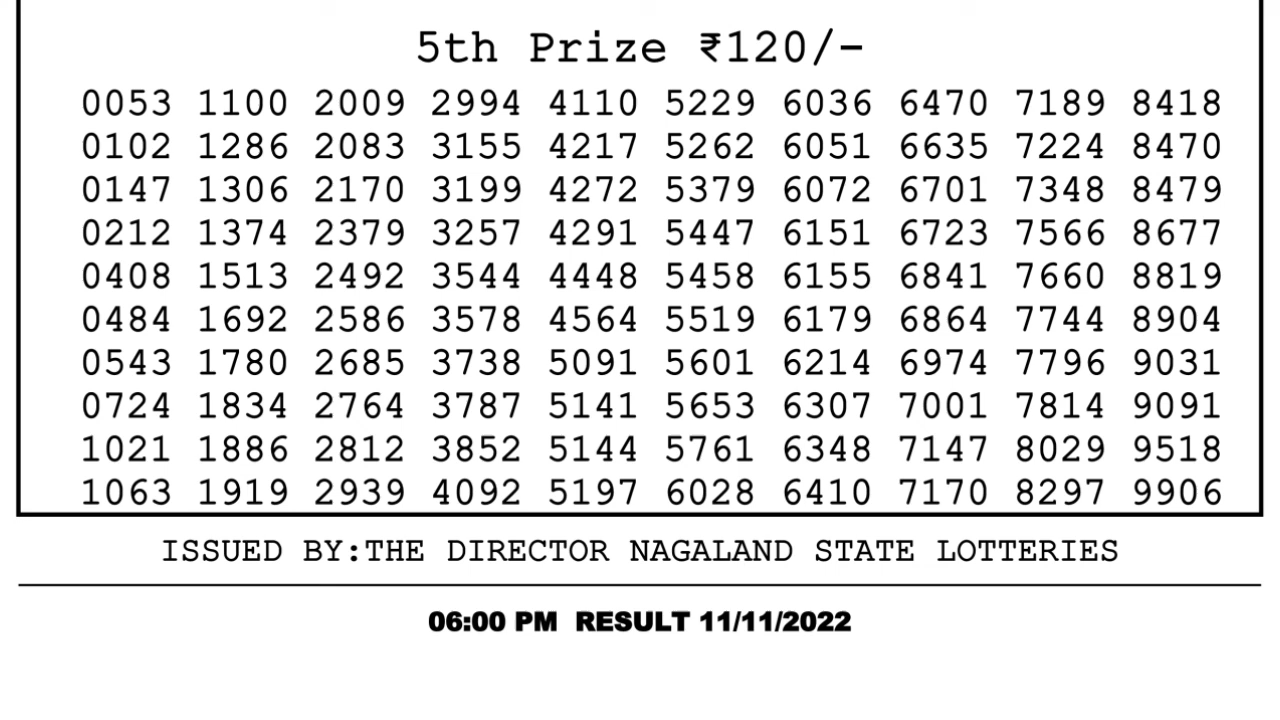 5th Prize ₹120/-
0053 1100 2009 2994 4110 5229 6036 6470 7189 8418
0102 1286 2083 3155 4217 5262 6051 6635 7224 8470
0147 1306 2170 3199 4272 5379 6072 6701 7348 8479
0212 1374 2379 3257 4291 5447 6151 6723 7566 8677
0408 1513 2492 3544 4448 5458 6155 6841 7660 8819
0484 1692 2586 3578 4564 5519 6179 6864 7744 8904
0543 1780 2685 3738 5091 5601 6214 6974 7796 9031
0724 1834 2764 3787 5141 5653 6307 7001 7814 9091
1021 1886 2812 3852 5144 5761 6348 7147 8029 9518
1063 1919 2939 4092 5197 6028 6410 7170 8297 9906
ISSUED BY:THE DIRECTOR NAGALAND STATE LOTTERIES
06:00 PM RESULT 11/11/2022